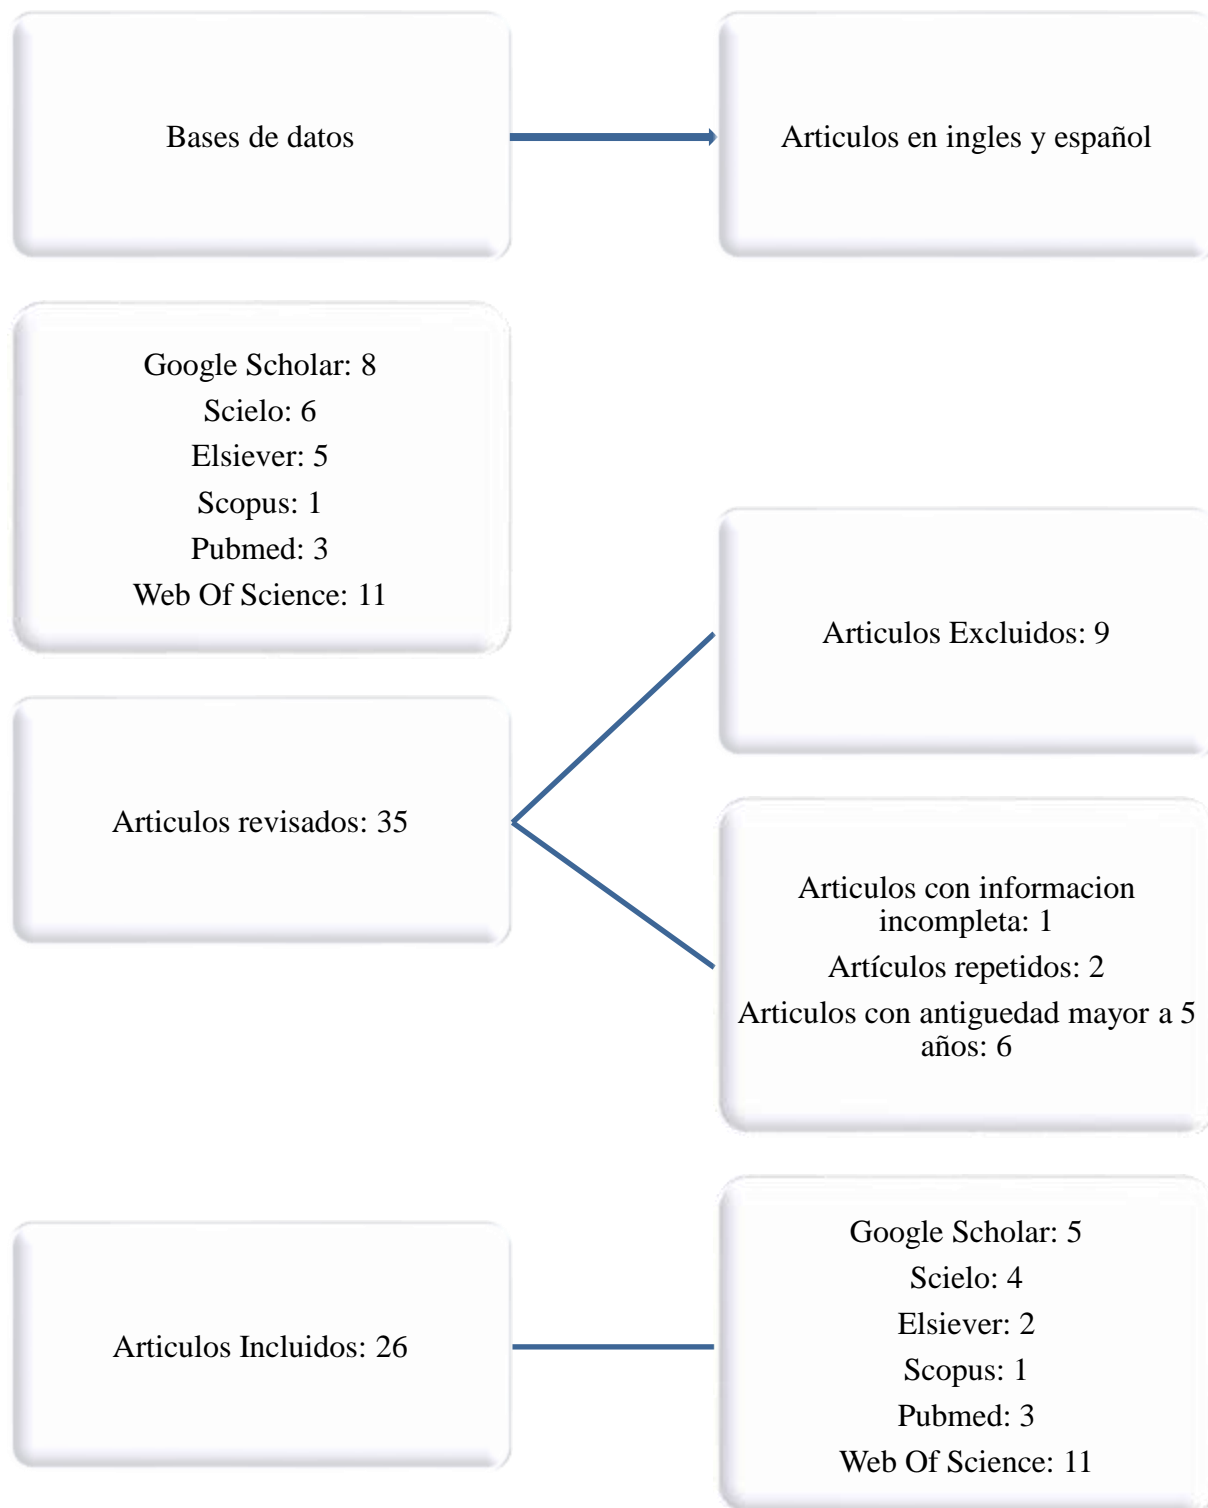 Bases de datos
Articulos en ingles y español
Google Scholar: 8
Scielo: 6
Elsiever: 5
Scopus: 1
Pubmed: 3
Web Of Science: 11
Articulos Excluidos: 9
Articulos revisados: 35
Articulos con informacion
incompleta: 1
Artículos repetidos: 2
Articulos con antiguedad mayor a 5
años: 6
Articulos Incluidos: 26
Google Scholar: 5
Scielo: 4
Elsiever: 2
Scopus: 1
Pubmed: 3
Web Of Science: 11